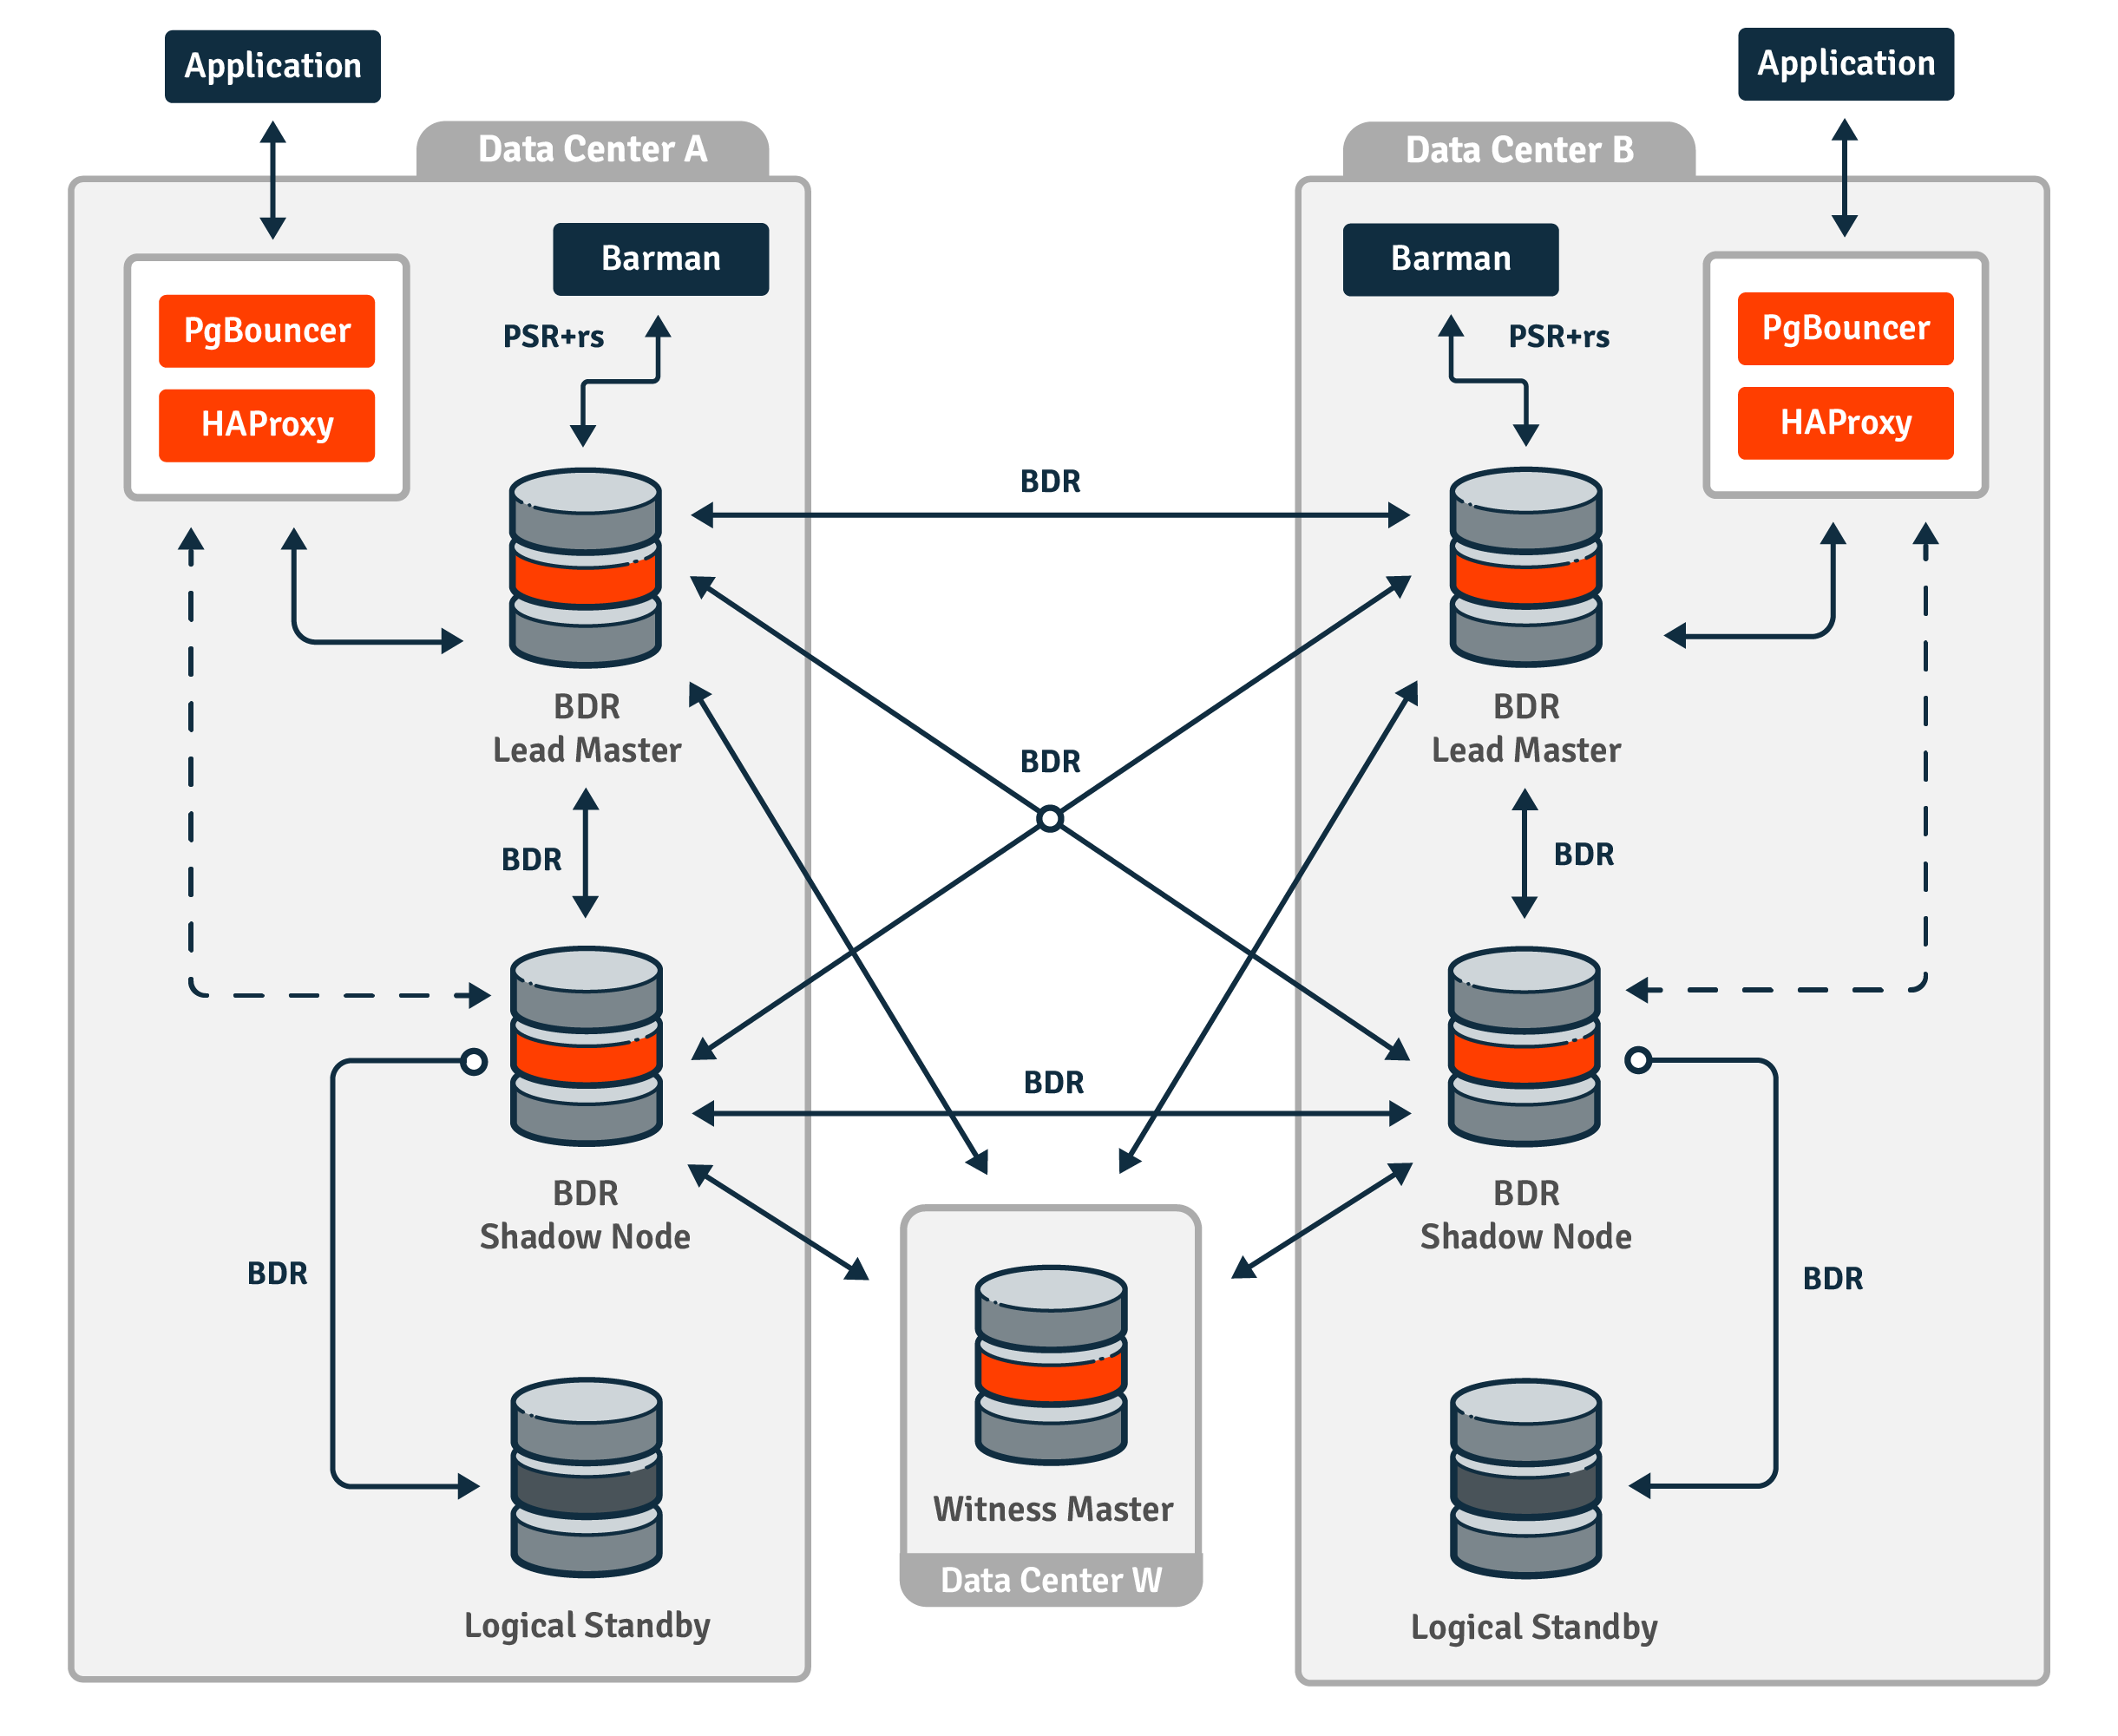 Application
Application
Data Center A
Data Center B
Barman
Barman
PgBouncer
HAProxy
PSR+rs
PSR+rs
PgBouncer
HAProxy
BDR
BDR
Lead Master
BDR
BDR
Lead Master
BDR
BDR
BDR
BDR
Shadow Node
BDR
Shadow Node
BDR
BDR
Witness Master
Data Center W
Logical Standby
Logical Standby